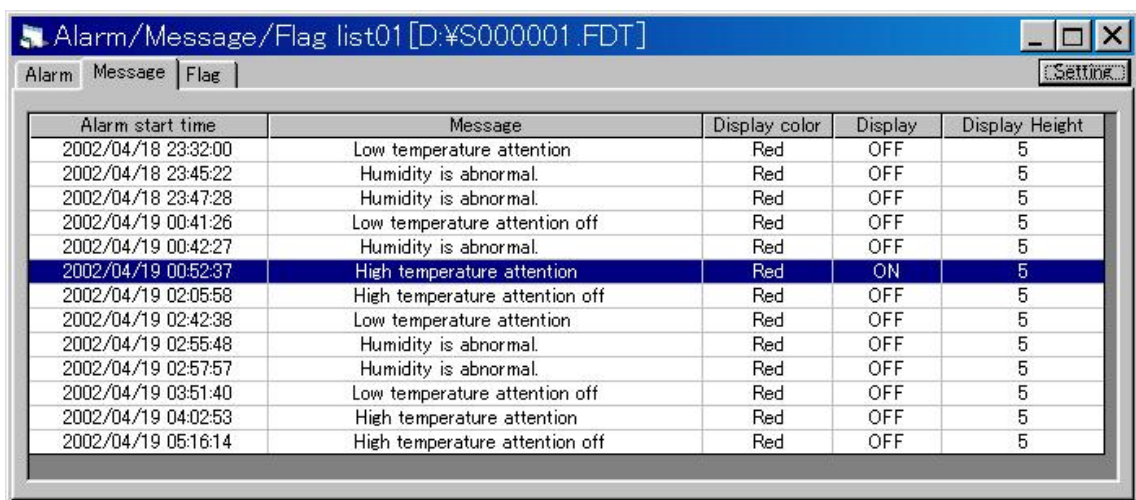 Alarm/Message/Flag list01[D:¥S000001.FDT]
Alarm Message Flag Setting
Alarm start time Message Display color Display Display Height
2002/04/18 23:32:00 Low temperature attention Red OFF 5
2002/04/18 23:45:22 Humidity is abnormal. Red OFF 5
2002/04/18 23:47:28 Humidity is abnormal. Red OFF 5
2002/04/19 00:41:26 Low temperature attention off Red OFF 5
2002/04/19 00:42:27 Humidity is abnormal. Red OFF 5
2002/04/19 00:52:37 High temperature attention Red ON 5
2002/04/19 02:05:58 High temperature attention off Red OFF 5
2002/04/19 02:42:38 Low temperature attention Red OFF 5
2002/04/19 02:55:48 Humidity is abnormal. Red OFF 5
2002/04/19 02:57:57 Humidity is abnormal. Red OFF 5
2002/04/19 03:51:40 Low temperature attention off Red OFF 5
2002/04/19 04:02:53 High temperature attention Red OFF 5
2002/04/19 05:16:14 High temperature attention off Red OFF 5